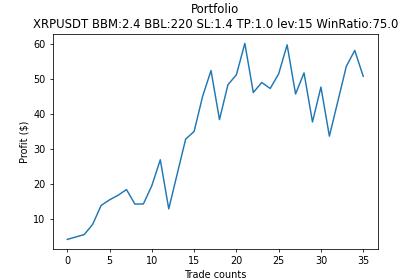 Portfolio
XRPUSDT BBM:2.4 BBL:220 SL:1.4 TP:1.0 lev:15 WinRatio:75.0
60
50
40
30
20
10
Profit ($)
0 5 10 15 20 25 30 35
Trade counts